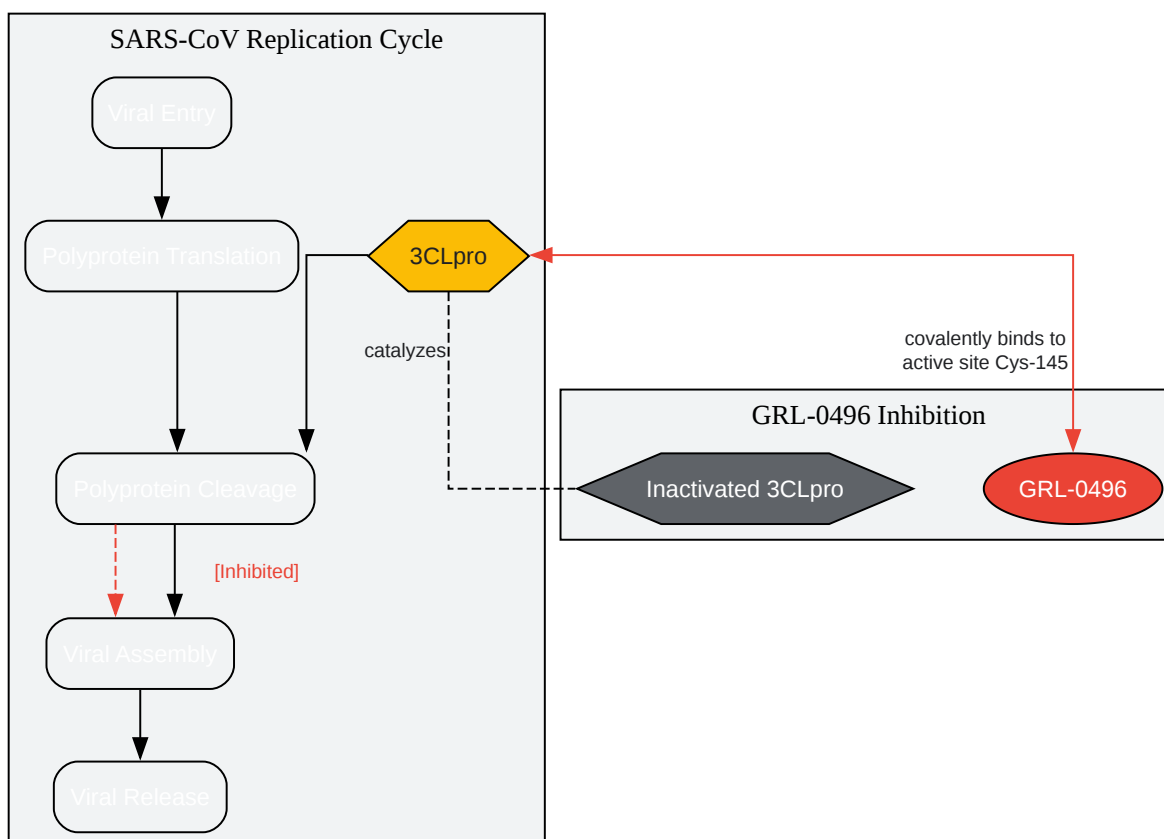 SARS-CoV Replication Cycle
Viral Entry
Polyprotein Translation
3CLpro
catalyzes
covalently binds to
active site Cys-145
GRL-0496 Inhibition
Polyprotein Cleavage
Inactivated 3CLpro
GRL-0496
[Inhibited]
Viral Assembly
Viral Release